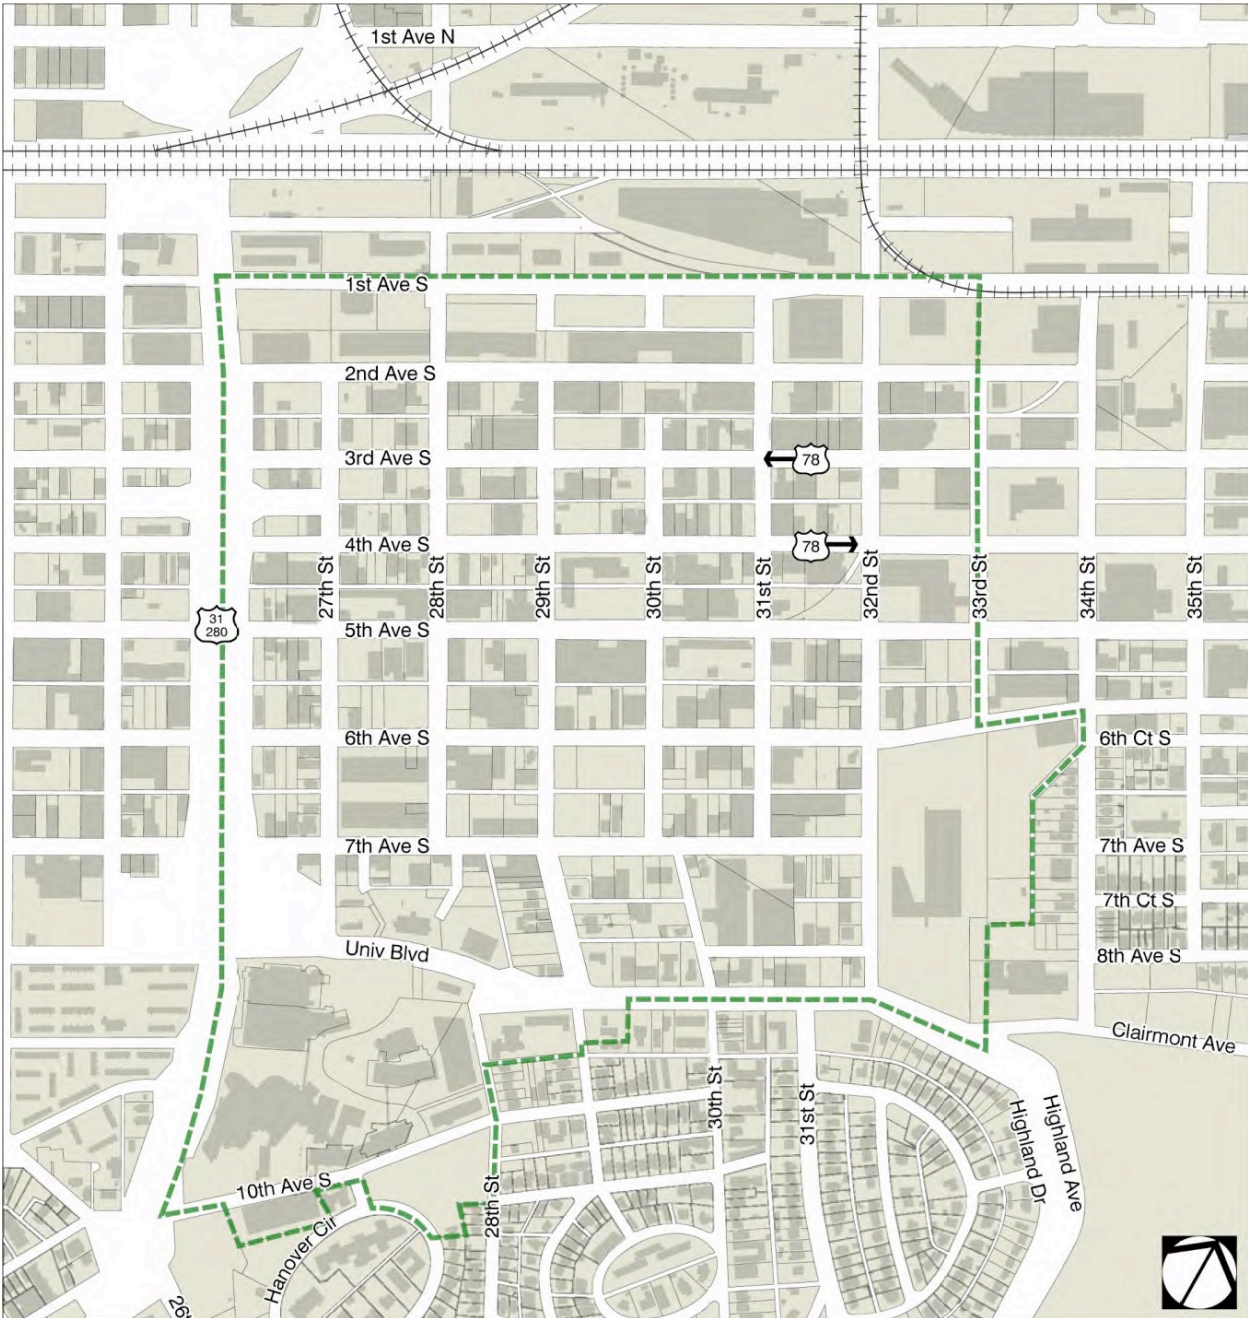 1st Ave N
1st Ave S
2nd Ave S
3rd Ave S
78
4th Ave S
78
27th St
28th St
29th St
30th St
31st St
32nd St
33rd St
34th St
35th St
31
280
5th Ave S
6th Ave S
6th Ct S
7th Ave S
7th Ave S
7th Ct S
Univ Blvd
8th Ave S
Clairmont Ave
30th St
31st St
Highland Dr
Highland Ave
10th Ave S
28th St
Hanover Cir